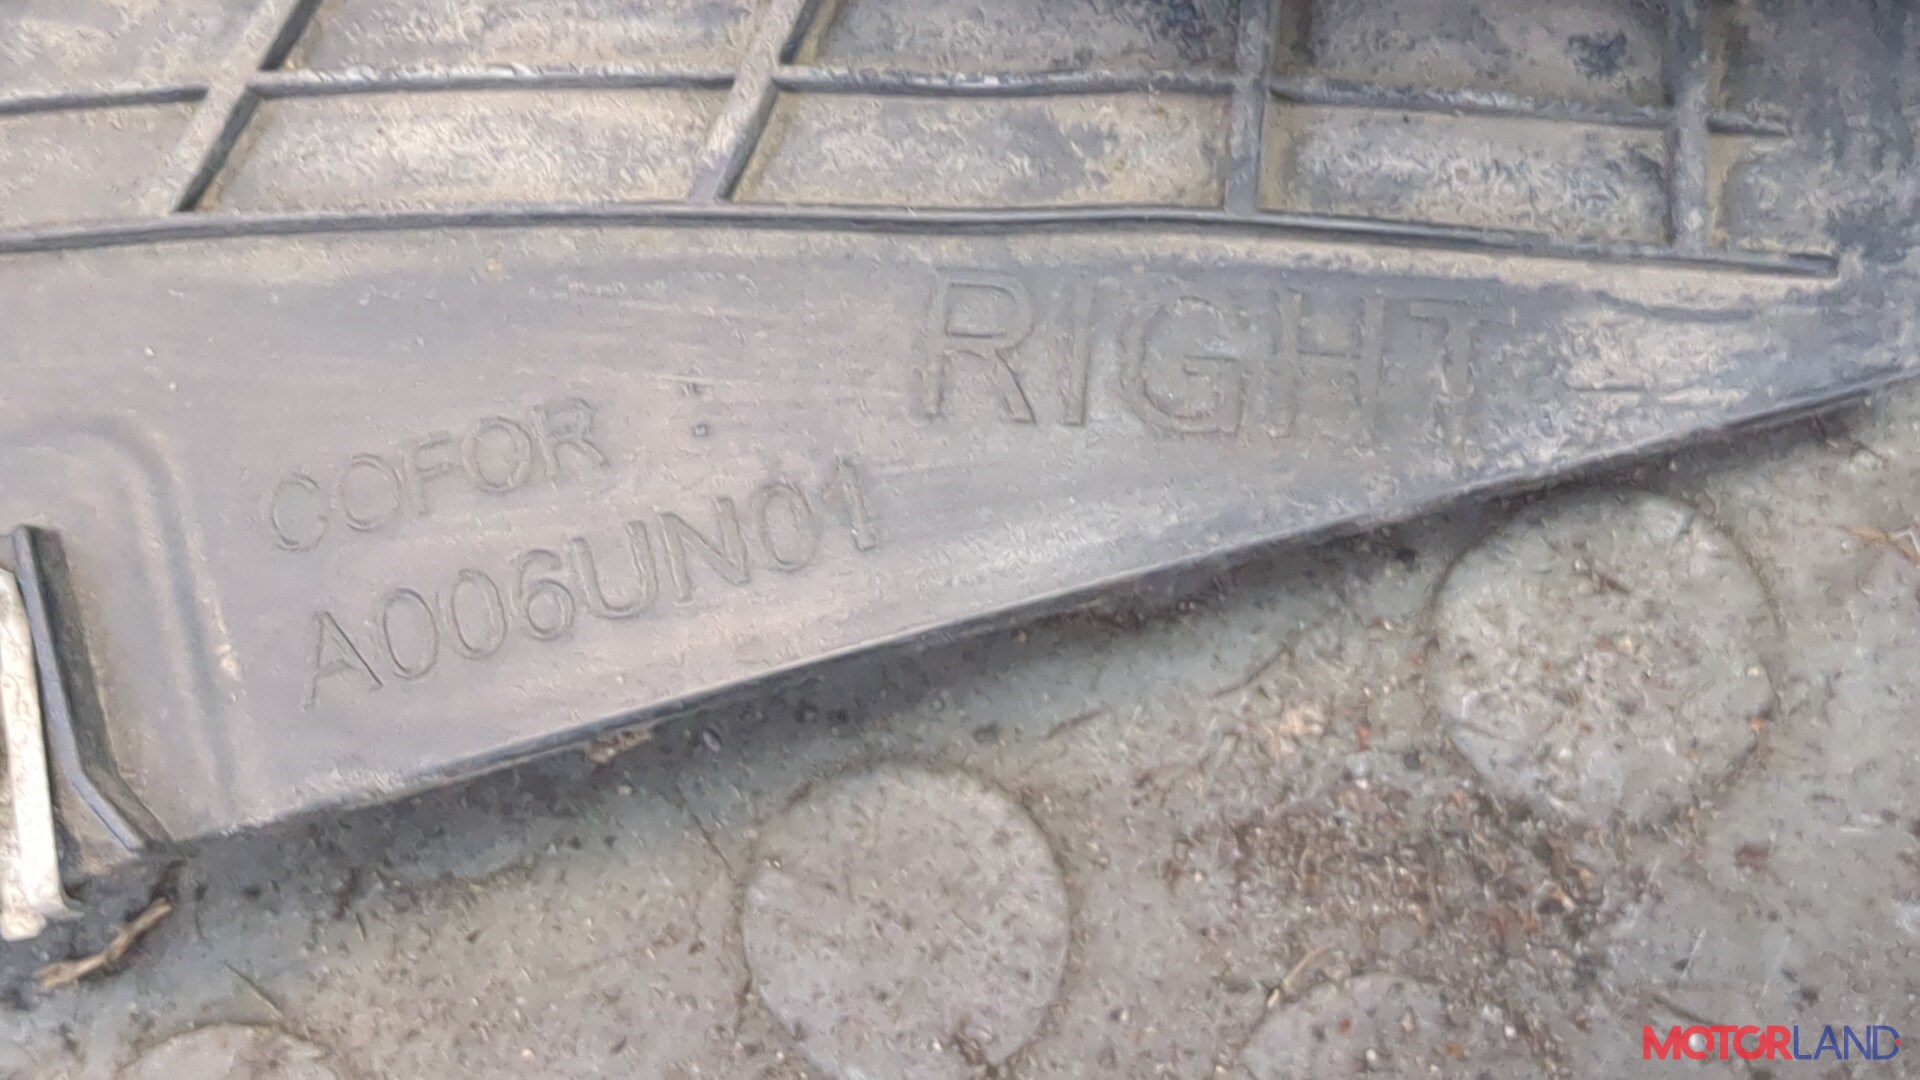 RIGHT
COFOR :
A006UN01
MOTORLAND